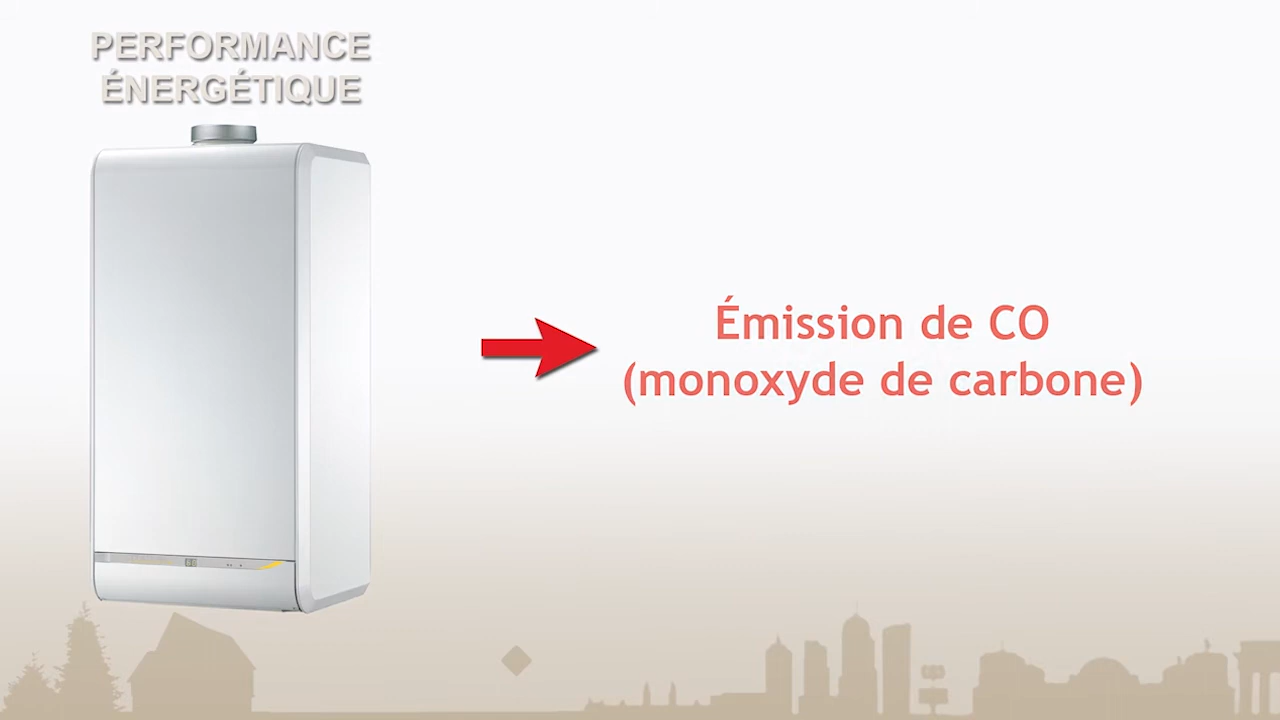 PERFORMANCE
ÉNERGÉTIQUE
Émission de CO
(monoxyde de carbone)